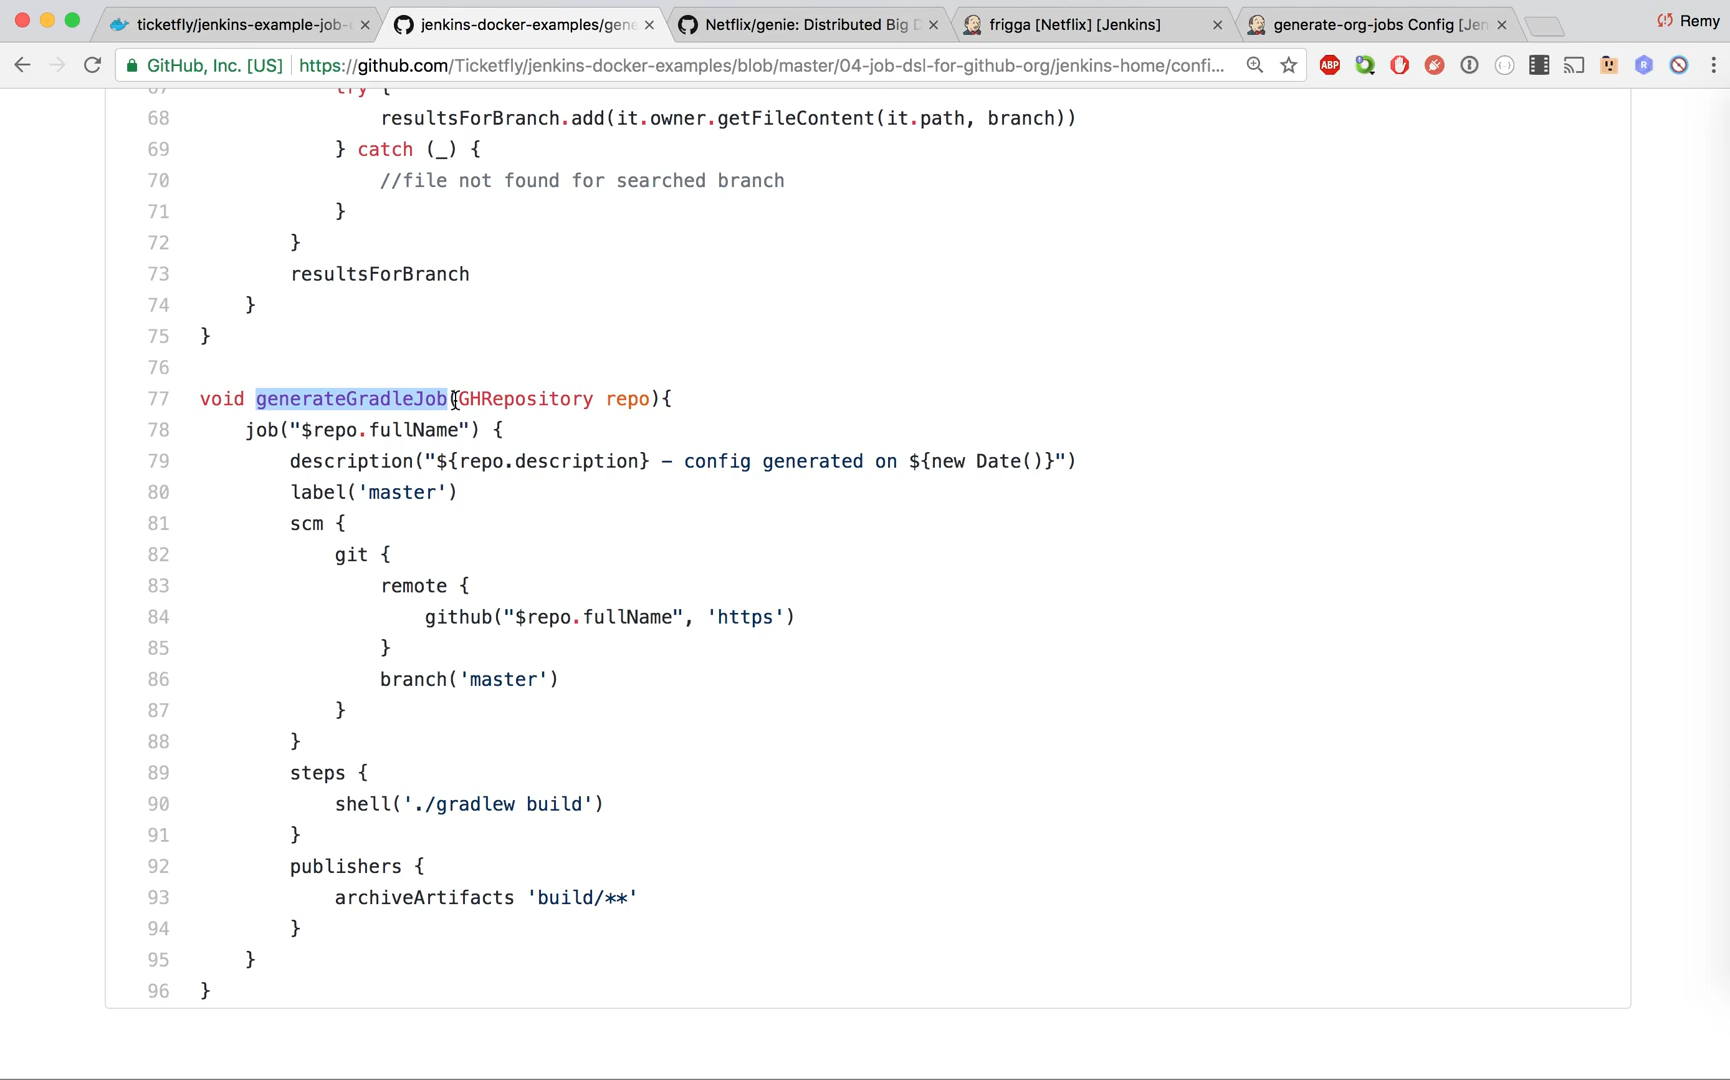 ticketfly/jenkins-example-job-
jenkins-docker-examples/gene
Netflix/genie: Distributed Big D
frigga [Netflix] [Jenkins]
generate-org-jobs Config [Jen
Remy
GitHub, Inc. [US] https://github.com/Ticketfly/jenkins-docker-examples/blob/master/04-job-dsl-for-github-org/jenkins-home/confi...
ABP
67 try {
68 resultsForBranch.add(it.owner.getFileContent(it.path, branch))
69 } catch (_) {
70 //file not found for searched branch
71 }
72 }
73 resultsForBranch
74 }
75 }
76
77 void generateGradleJob(GHRepository repo){
78 job("$repo.fullName") {
79 description("${repo.description} – config generated on ${new Date()}")
80 label('master')
81 scm {
82 git {
83 remote {
84 github("$repo.fullName", 'https')
85 }
86 branch('master')
87 }
88 }
89 steps {
90 shell('./gradlew build')
91 }
92 publishers {
93 archiveArtifacts 'build/**'
94 }
95 }
96 }